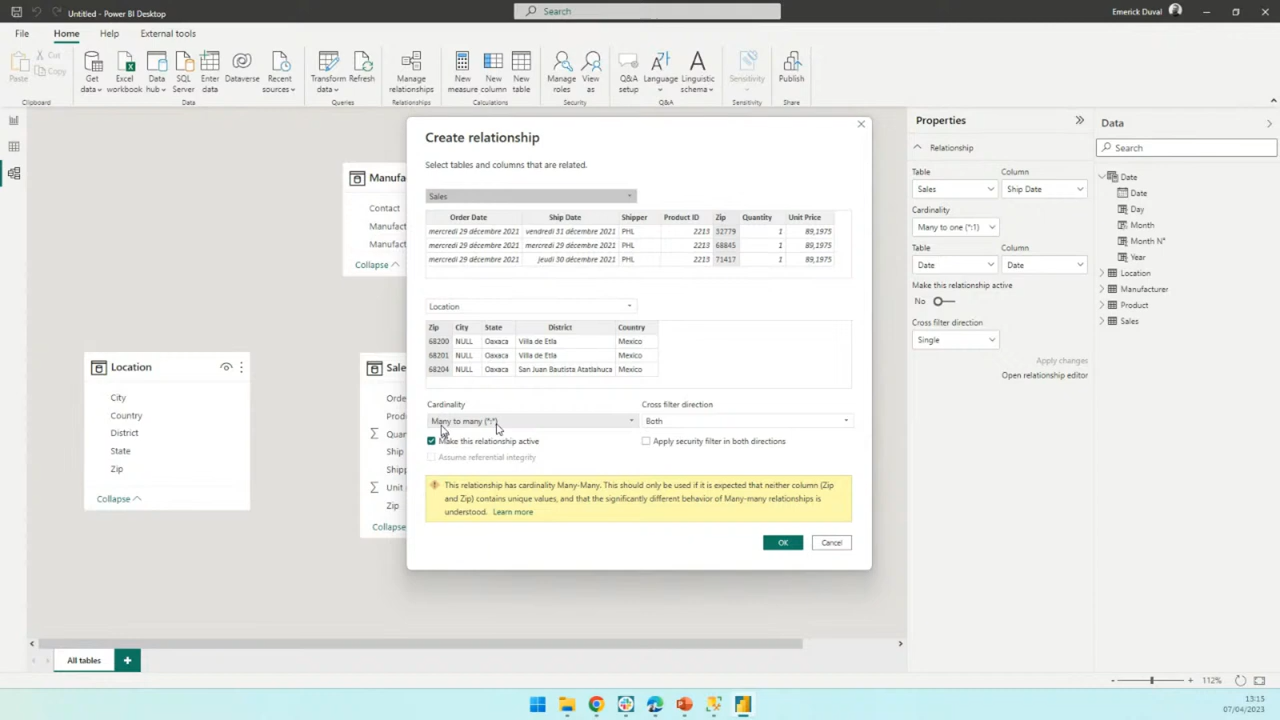 Untitled - Power BI Desktop
Search
Emerick Duval
File
Home
Help
External tools
Paste
Cut
Copy
Get data
Excel workbook
Data hub
SQL Server
Enter data
Dataverse
Recent sources
Transform data
Refresh
Manage relationships
New measure
New column
New table
Manage roles
View as
Q&A setup
Language
Linguistic schema
Sensitivity
Publish
Clipboard
Data
Queries
Relationships
Calculations
Security
Q&A
Sensitivity
Share
Manufa
Contact
Manufact
Manufact
Collapse
Location
City
Country
District
State
Zip
Collapse
Sale
Orde
Produ
Quan
Ship
Shipp
Unit
Zip
Collapse
Create relationship
Select tables and columns that are related.
Sales
Order Date Ship Date Shipper Product ID Zip Quantity Unit Price
mercredi 29 décembre 2021 vendredi 31 décembre 2021 PHL 2213 32779 1 89,1975
mercredi 29 décembre 2021 mercredi 29 décembre 2021 PHL 2213 68845 1 89,1975
mercredi 29 décembre 2021 jeudi 30 décembre 2021 PHL 2213 71417 1 89,1975
Location
Zip City State District Country
68200 NULL Oaxaca Villa de Etla Mexico
68201 NULL Oaxaca Villa de Etla Mexico
68204 NULL Oaxaca San Juan Bautista Atatlahuca Mexico
Cardinality
Many to many (*:*)
Cross filter direction
Both
Make this relationship active
Apply security filter in both directions
Assume referential integrity
This relationship has cardinality Many-Many. This should only be used if it is expected that neither column (Zip
and Zip) contains unique values, and that the significantly different behavior of Many-many relationships is
understood. Learn more
OK
Cancel
Properties
Relationship
Table
Column
Sales
Ship Date
Cardinality
Many to one (*:1)
Table
Column
Date
Date
Make this relationship active
No
Cross filter direction
Single
Apply changes
Open relationship editor
Data
Search
Date
Date
Day
Month
Month N°
Year
Location
Manufacturer
Product
Sales
All tables
112%
13:15
07/04/2023